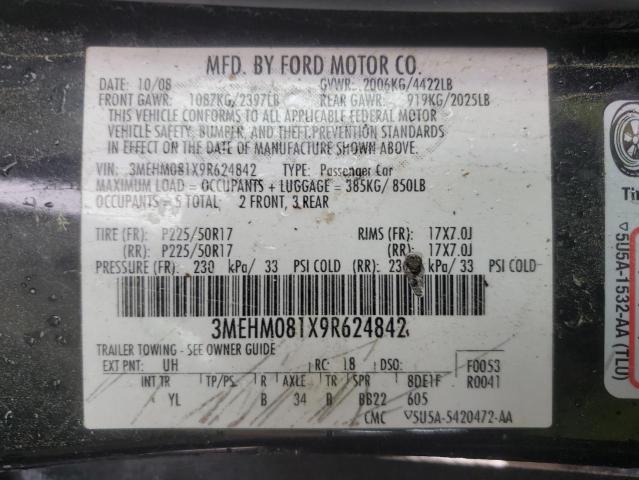 MFD. BY FORD MOTOR CO.
DATE: 10/08 GVWR: 2006KG/4422LB
FRONT GAWR: 1087KG/2397LB REAR GAWR: 919KG/2025LB
THIS VEHICLE CONFORMS TO ALL APPLICABLE FEDERAL MOTOR
VEHICLE SAFETY, BUMPER, AND THEFT PREVENTION STANDARDS
IN EFFECT ON THE DATE OF MANUFACTURE SHOWN ABOVE.
VIN: 3MEHM081X9R624842 TYPE: Passenger Car
MAXIMUM LOAD = OCCUPANTS + LUGGAGE = 385KG/ 850LB
OCCUPANTS = 5 TOTAL: 2 FRONT, 3 REAR
TIRE (FR): P225/50R17 RIMS (FR): 17X7.0J
(RR): P225/50R17 (RR): 17X7.0J
PRESSURE (FR): 230 kPa/ 33 PSI COLD (RR): kPa/ 33 PSI COLD
3MEHM081X9R624842
TRAILER TOWING - SEE OWNER GUIDE
EXT PNT: UH RC: 18 DSO: F0053
INT TR TP/PS R AXLE TR SPR 8DE1F R0041
YL B 34 B BB22 605
CMC V5U5A-5420472-AA
Tir
V5U5A-1532-AA (TL0)